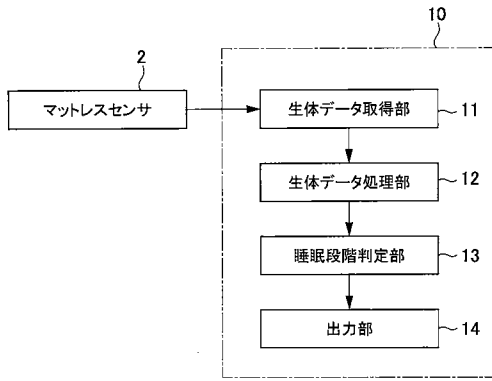 10
2
マットレスセンサ
生体データ取得部
11
生体データ処理部
12
睡眠段階判定部
13
出力部
14